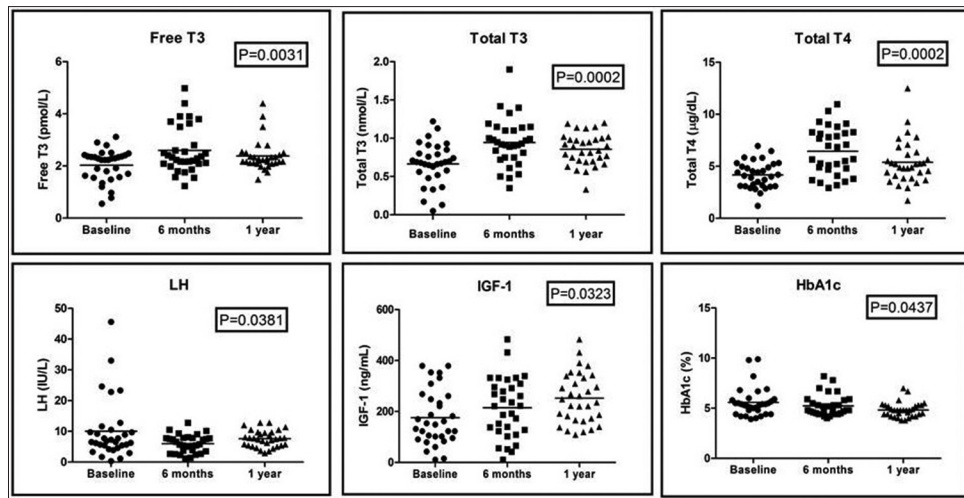 Free T3
P=0.0031
Free T3 (pmol/L)
6
4
2
0
Baseline
6 months
1 year
Total T3
P=0.0002
Total T3 (nmol/L)
2.0
1.5
1.0
0.5
0.0
Baseline
6 months
1 year
Total T4
P=0.0002
Total T4 (µg/dL)
15
10
5
0
Baseline
6 months
1 year
LH
P=0.0381
LH (IU/L)
50
40
30
20
10
0
Baseline
6 months
1 year
IGF-1
P=0.0323
IGF-1 (ng/mL)
600
400
200
0
Baseline
6 months
1 year
HbA1c
P=0.0437
HbA1c (%)
15
10
5
0
Baseline
6 months
1 year